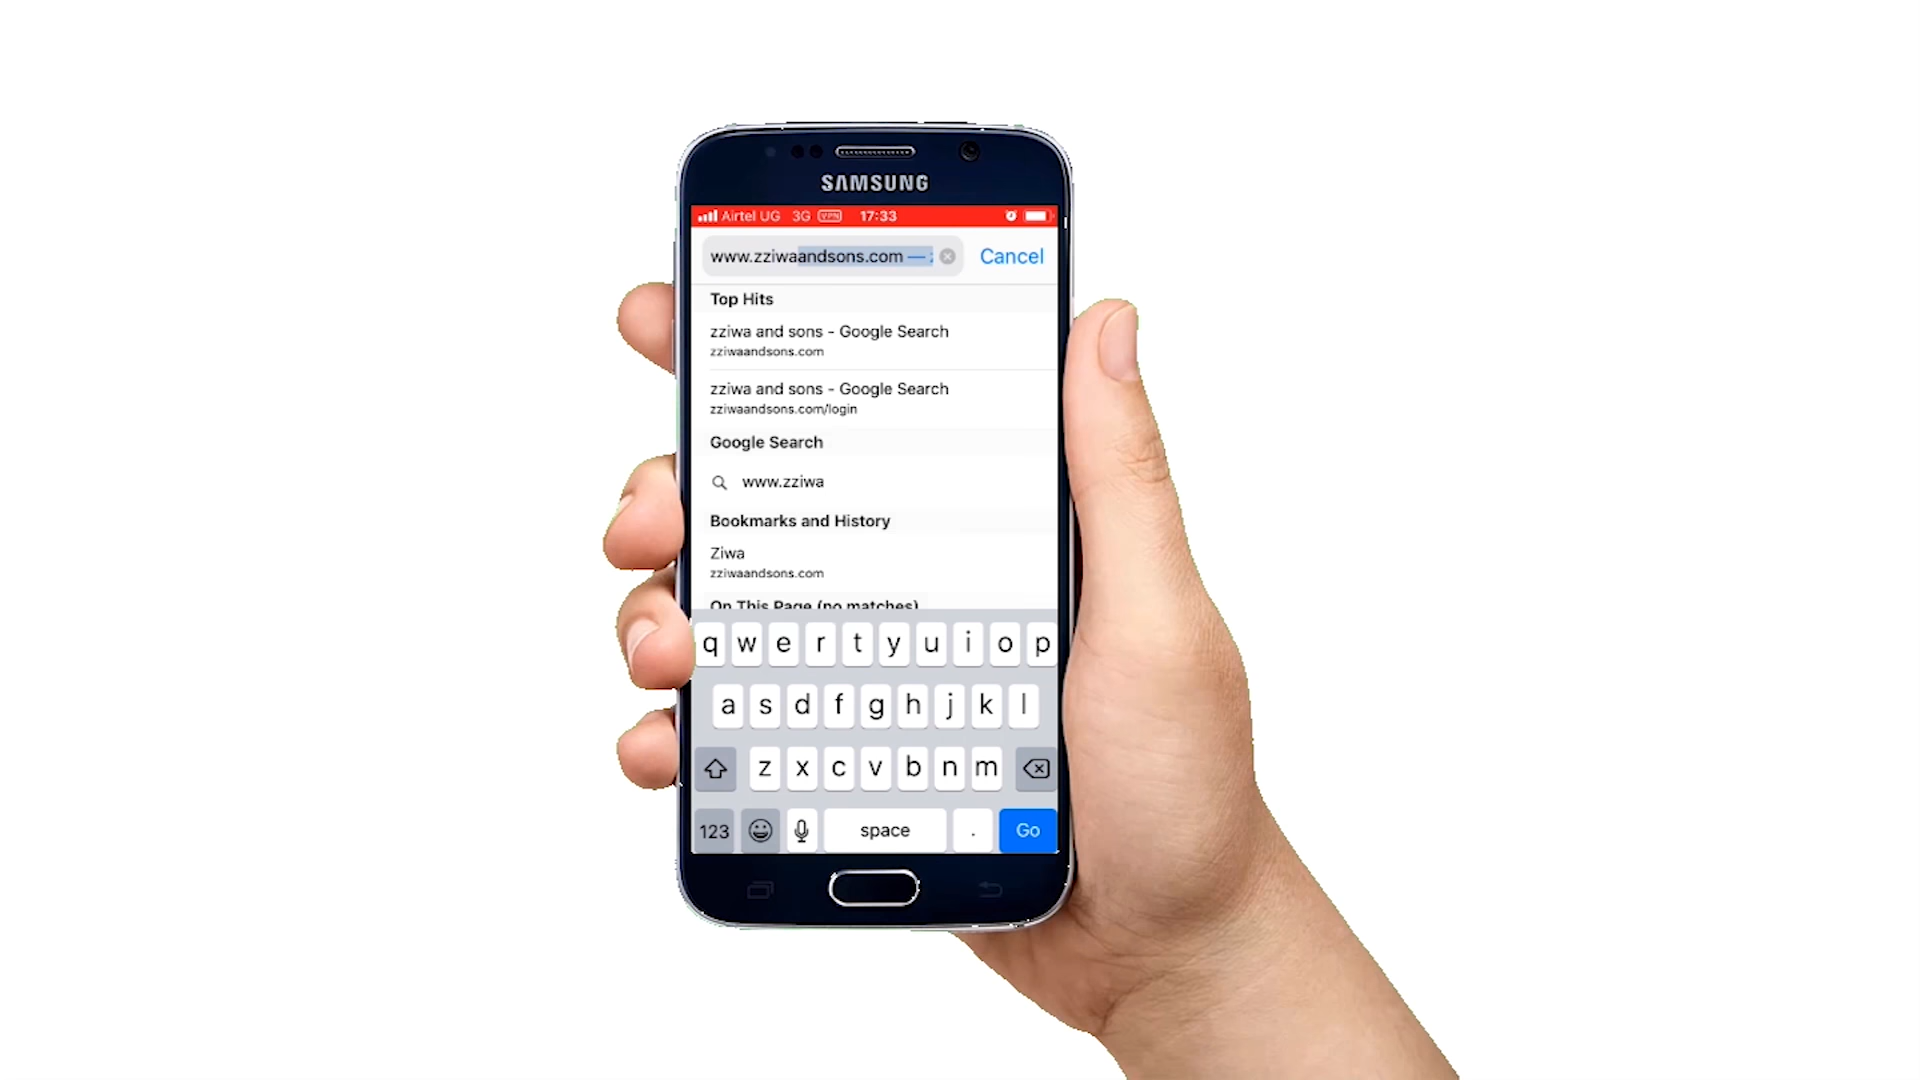 SAMSUNG
Airtel UG 3G VPN 17:33
www.zziwaandsons.com — Cancel
Top Hits
zziwa and sons - Google Search
zziwaandsons.com
zziwa and sons - Google Search
zziwaandsons.com/login
Google Search
www.zziwa
Bookmarks and History
Ziwa
zziwaandsons.com
On This Page (no matches)
q w e r t y u i o p
a s d f g h j k l
z x c v b n m
123 space . Go